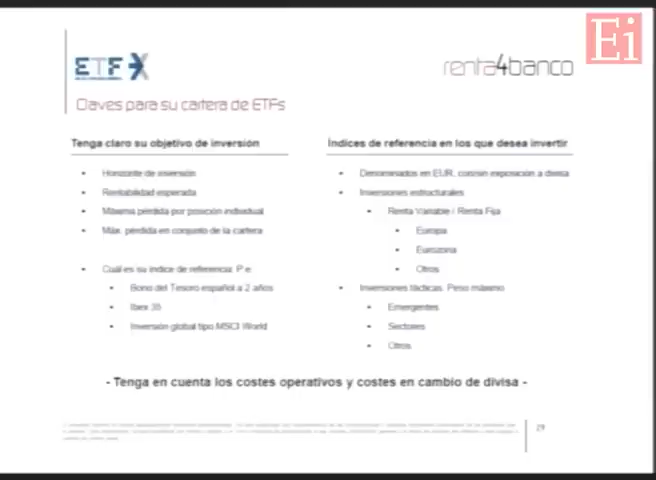 Ei
ETF X
renta4banco
Claves para su cartera de ETFs
Tenga claro su objetivo de inversión
• Horizonte de inversión
• Rentabilidad esperada
• Máxima pérdida por posición individual
• Máx. pérdida en conjunto de la cartera
• Cuál es su índice de referencia. P.e.
• Bono del Tesoro español a 2 años
• Ibex 35
• Inversión global tipo MSCI World
Índices de referencia en los que desea invertir
• Denominados en EUR, con/sin exposición a divisa
• Inversiones estructurales
• Renta Variable / Renta Fija
• Europa
• Eurozona
• Otros
• Inversiones tácticas. Peso máximo
• Emergentes
• Sectores
• Otros
- Tenga en cuenta los costes operativos y costes en cambio de divisa -
29